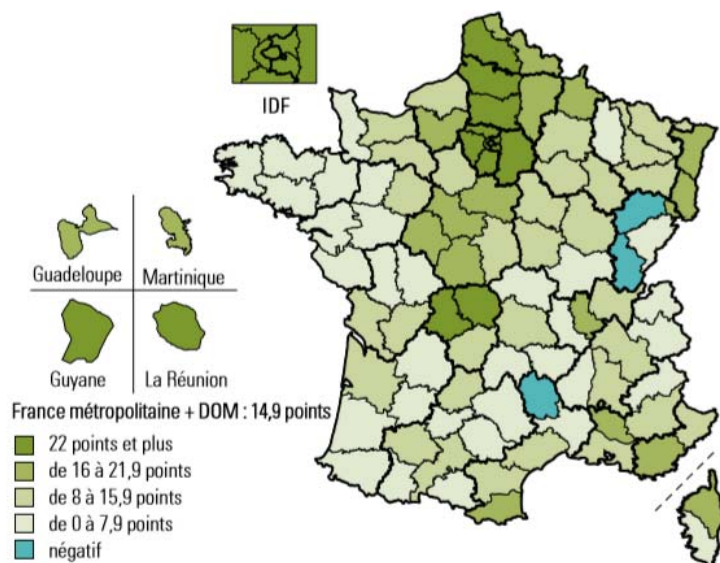 IDF
Guadeloupe
Martinique
Guyane
La Réunion
France métropolitaine + DOM : 14,9 points
22 points et plus
de 16 à 21,9 points
de 8 à 15,9 points
de 0 à 7,9 points
négatif